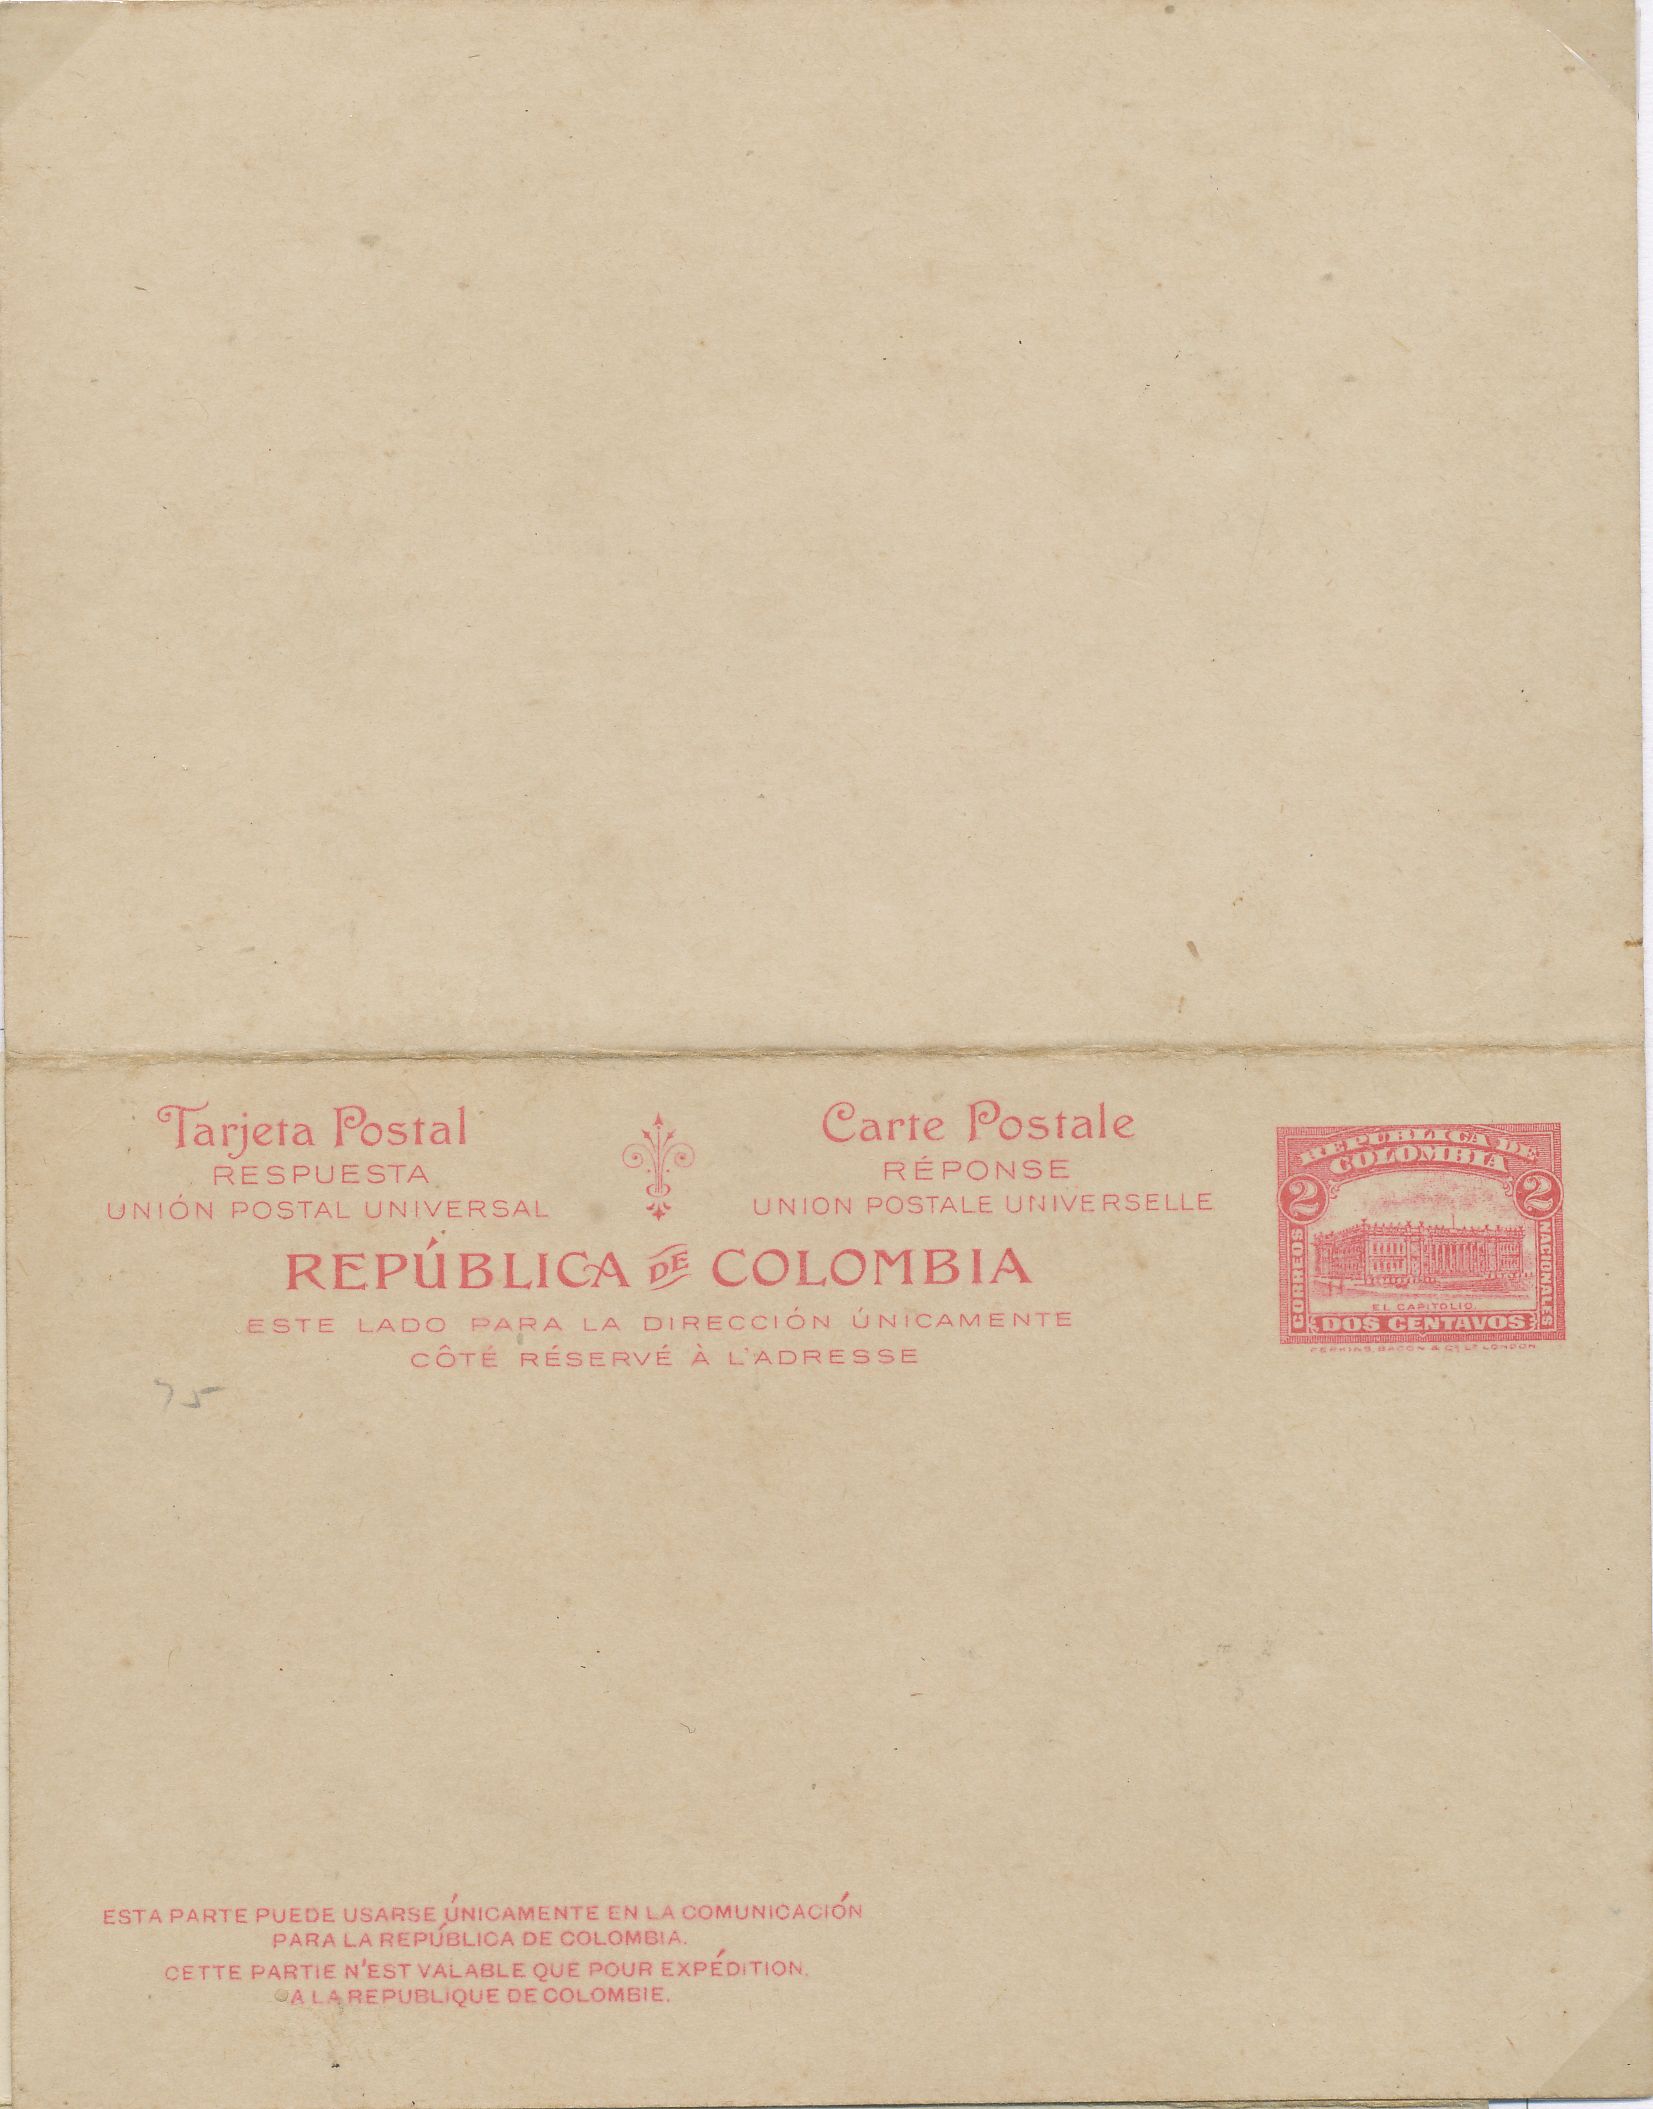 Tarjeta Postal
RESPUESTA
UNIÓN POSTAL UNIVERSAL
Carte Postale
RÉPONSE
UNION POSTALE UNIVERSELLE
REPÚBLICA DE COLOMBIA
ESTE LADO PARA LA DIRECCIÓN ÚNICAMENTE
CÔTÉ RÉSERVÉ À L'ADRESSE
REPÚBLICA DE
COLOMBIA
2 2
CORREOS
NACIONALES
EL CAPITOLIO.
DOS CENTAVOS
PERKINS, BACON & Cº Lᴰ LONDON
75
ESTA PARTE PUEDE USARSE ÚNICAMENTE EN LA COMUNICACIÓN
PARA LA REPÚBLICA DE COLOMBIA.
CETTE PARTIE N'EST VALABLE QUE POUR EXPÉDITION.
A LA REPUBLIQUE DE COLOMBIE.